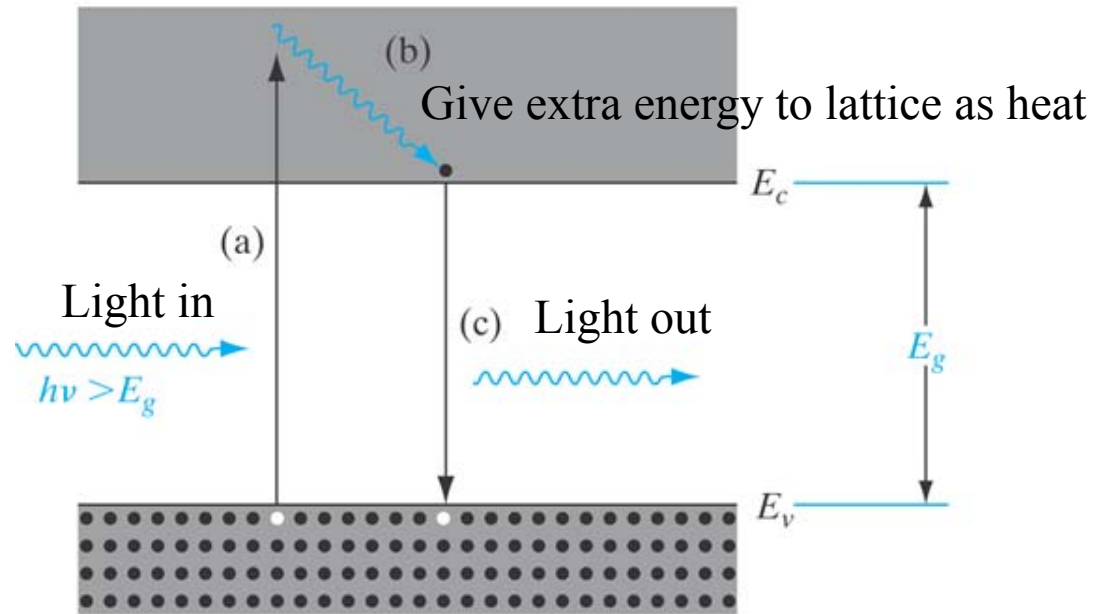 (b)
Give extra energy to lattice as heat
E_c
(a)
Light in
(c) Light out
E_g
hν > E_g
E_v